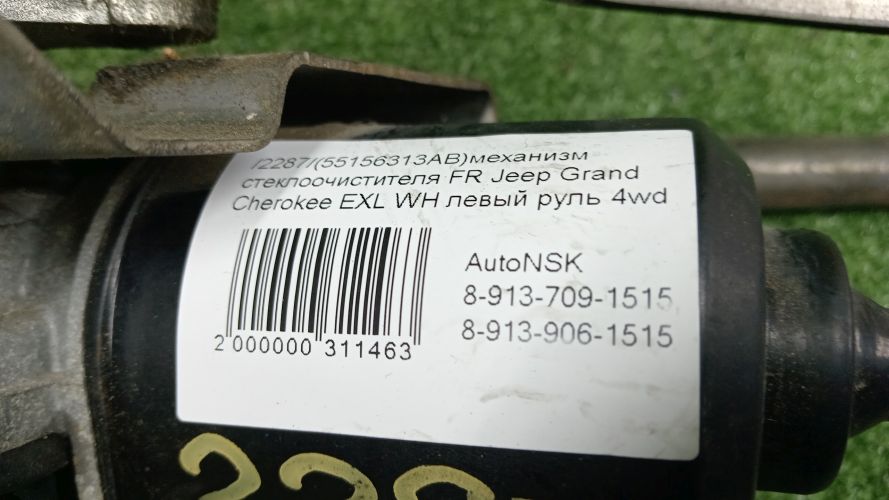 /2287/(55156313AB)механизм
стеклоочистителя FR Jeep Grand
Cherokee EXL WH левый руль 4wd
AutoNSK
8-913-709-1515
8-913-906-1515
2 000000 311463